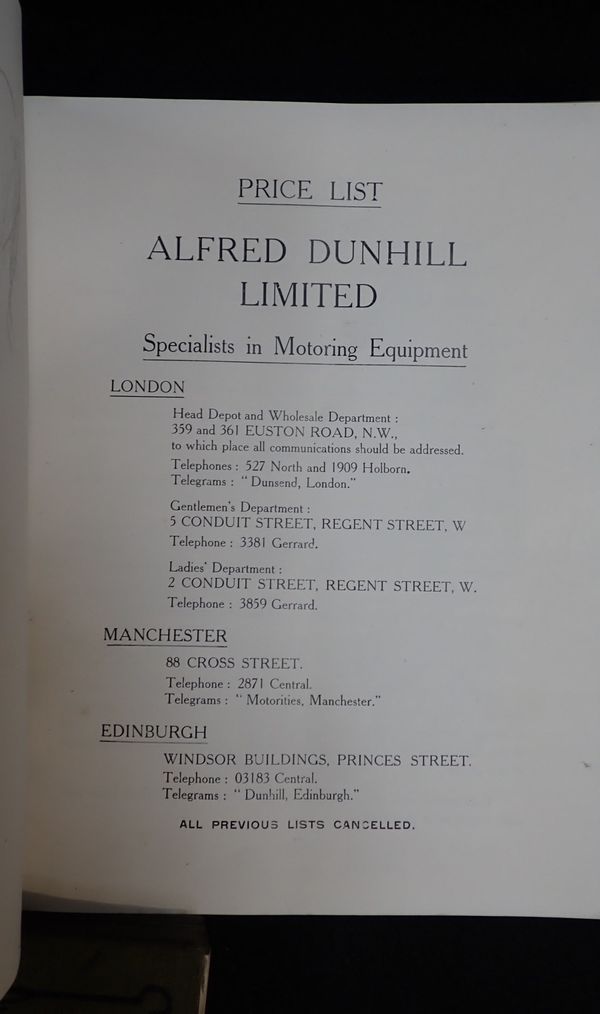 PRICE LIST
ALFRED DUNHILL
LIMITED
Specialists in Motoring Equipment
LONDON
Head Depot and Wholesale Department :
359 and 361 EUSTON ROAD, N.W.,
to which place all communications should be addressed.
Telephones : 527 North and 1909 Holborn.
Telegrams : " Dunsend, London."
Gentlemen's Department :
5 CONDUIT STREET, REGENT STREET, W
Telephone : 3381 Gerrard.
Ladies' Department :
2 CONDUIT STREET, REGENT STREET, W.
Telephone : 3859 Gerrard.
MANCHESTER
88 CROSS STREET.
Telephone : 2871 Central.
Telegrams : " Motorities, Manchester."
EDINBURGH
WINDSOR BUILDINGS, PRINCES STREET.
Telephone : 03183 Central.
Telegrams : " Dunhill, Edinburgh."
ALL PREVIOUS LISTS CANCELLED.